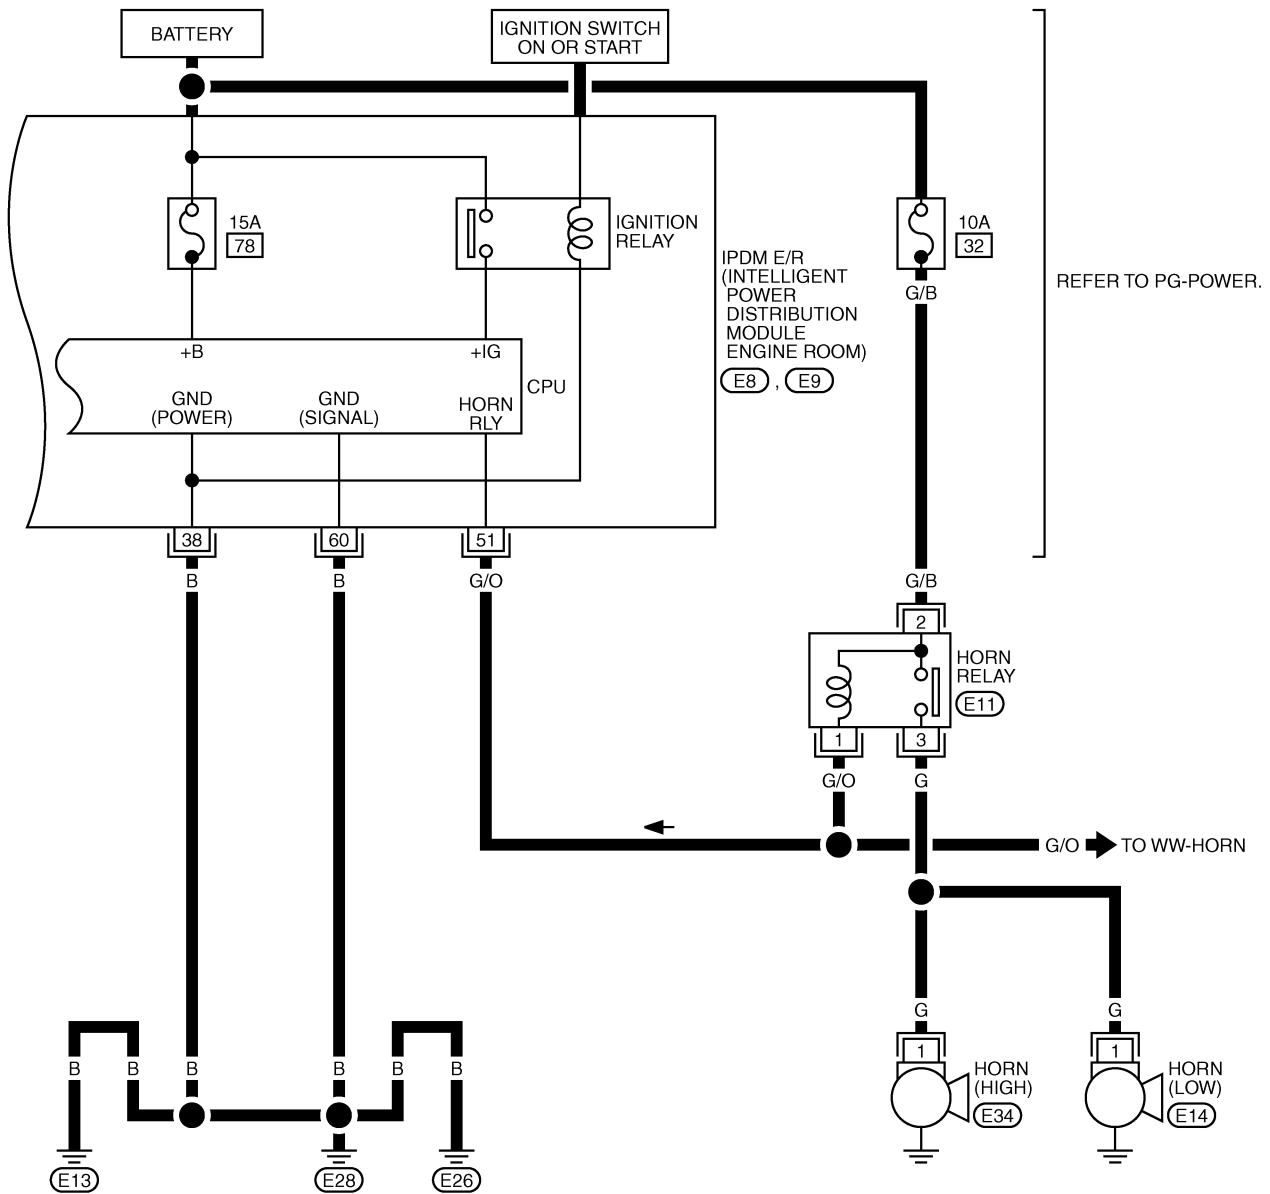 BATTERY
IGNITION SWITCH
ON OR START
15A
78
IGNITION
RELAY
10A
32
G/B
IPDM E/R
(INTELLIGENT
POWER
DISTRIBUTION
MODULE
ENGINE ROOM)
E8 , E9
REFER TO PG-POWER.
+B
+IG
CPU
GND
(POWER)
GND
(SIGNAL)
HORN
RLY
38
60
51
B
B
G/O
G/B
2
HORN
RELAY
E11
1
3
G/O
G
G/O
TO WW-HORN
G
G
1
1
HORN
(HIGH)
E34
HORN
(LOW)
E14
B
B
B
B
B
B
E13
E28
E26